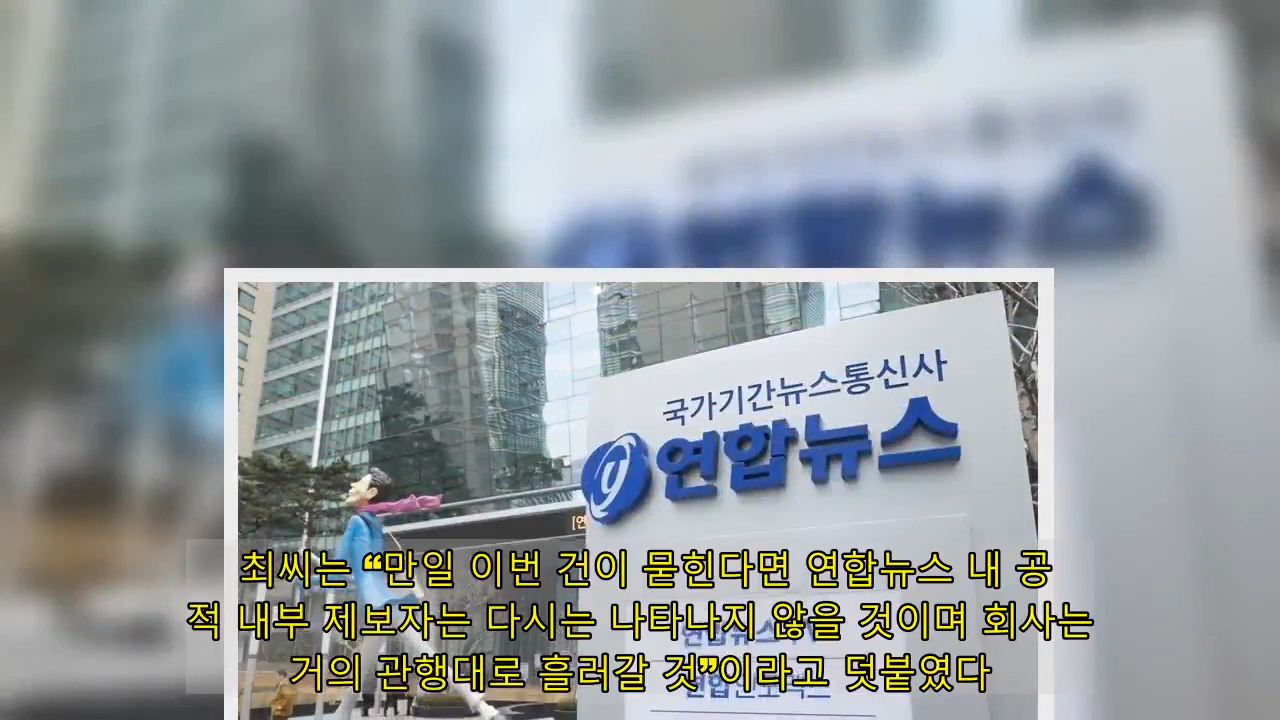 국가기간뉴스통신사
연합뉴스
[연
최씨는 “만일 이번 건이 묻힌다면 연합뉴스 내 공
적 내부 제보자는 다시는 나타나지 않을 것이며 회사는
거의 관행대로 흘러갈 것”이라고 덧붙였다